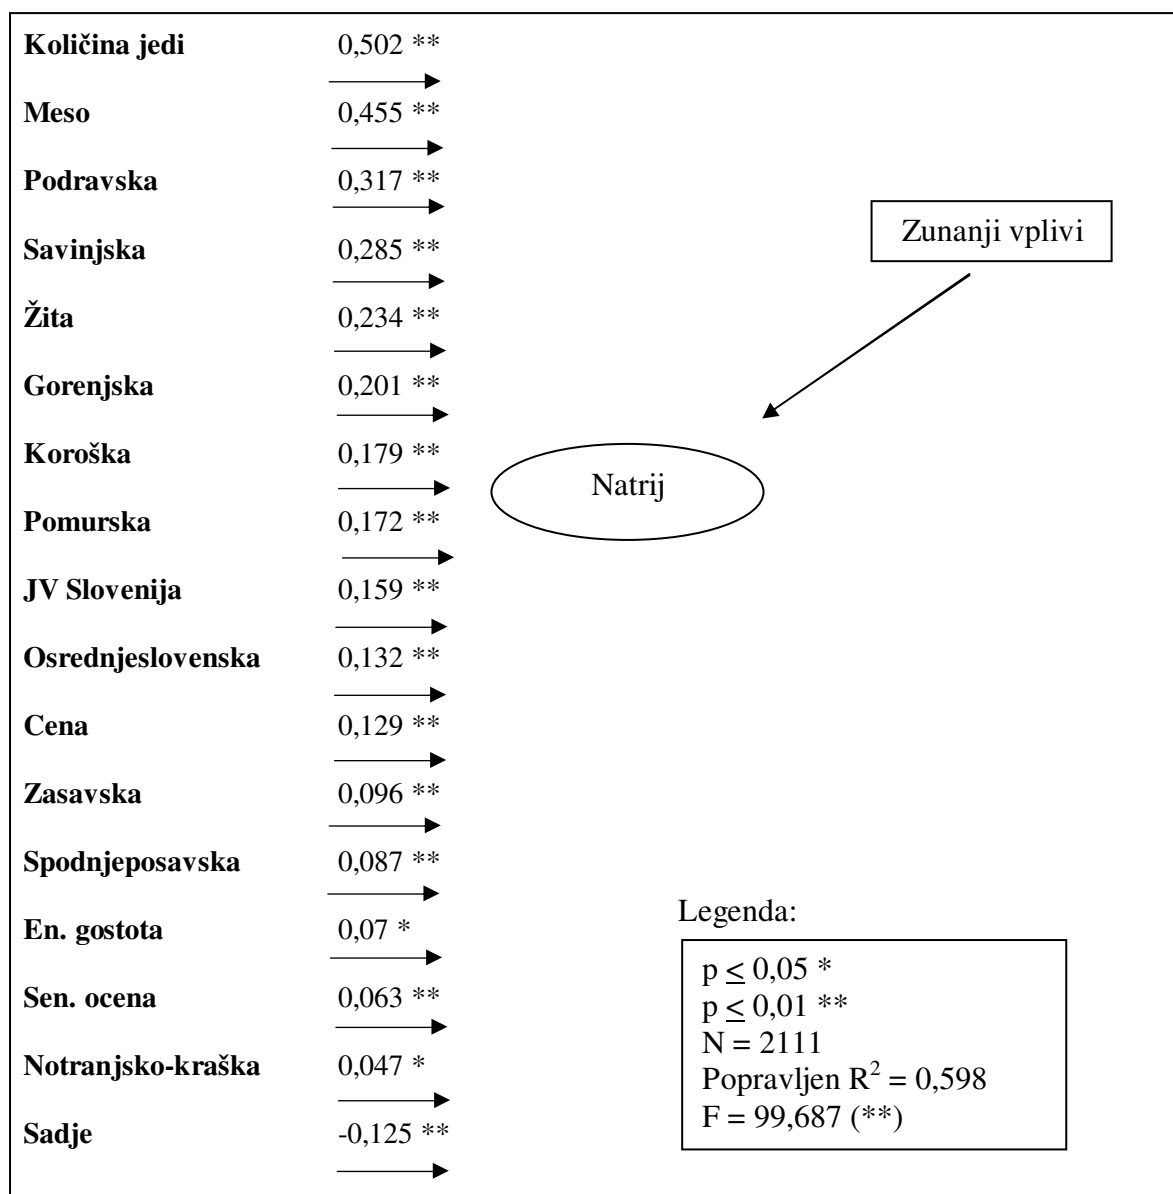 Količina jedi 0,502 **
Meso 0,455 **
Podravska 0,317 **
Savinjska 0,285 **
Žita 0,234 **
Gorenjska 0,201 **
Koroška 0,179 **
Pomurska 0,172 **
JV Slovenija 0,159 **
Osrednjeslovenska 0,132 **
Cena 0,129 **
Zasavska 0,096 **
Spodnjeposavska 0,087 **
En. gostota 0,07 *
Sen. ocena 0,063 **
Notranjsko-kraška 0,047 *
Sadje -0,125 **
Zunanji vplivi
Natrij
Legenda:
p ≤ 0,05 *
p ≤ 0,01 **
N = 2111
Popravljen R² = 0,598
F = 99,687 (**)